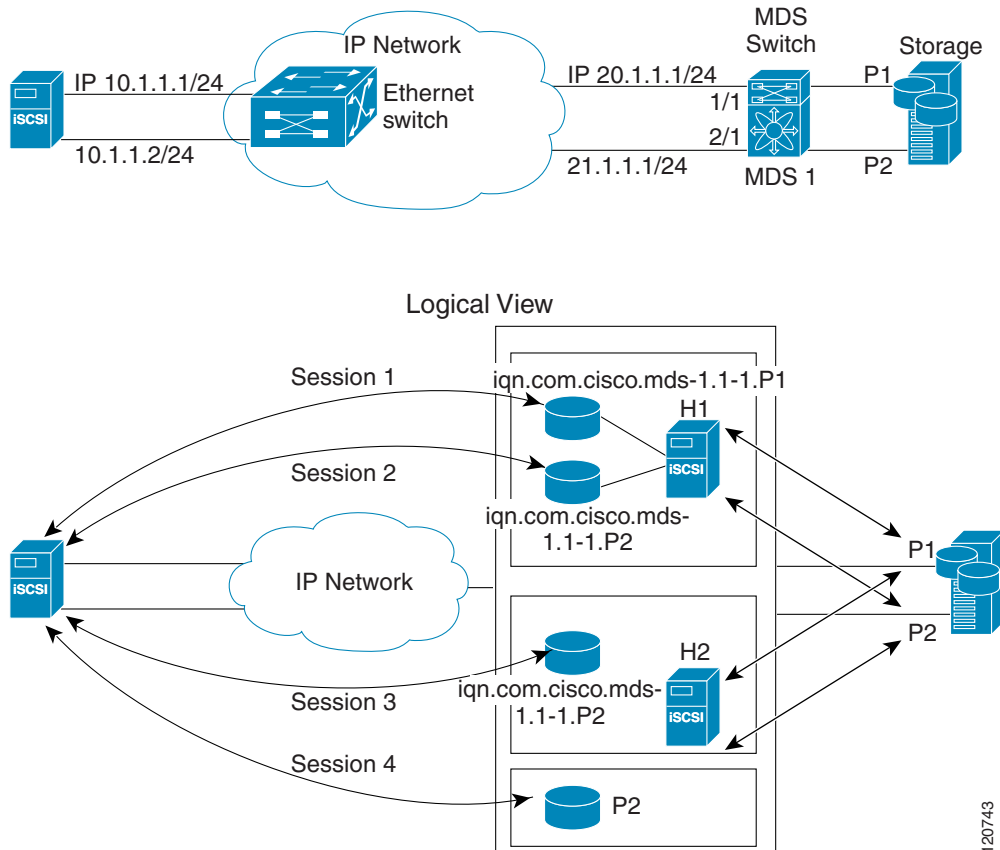 MDS
Switch
Storage
IP Network
IP 10.1.1.1/24
IP 20.1.1.1/24
P1
Ethernet
switch
1/1
iSCSI
2/1
10.1.1.2/24
21.1.1.1/24
MDS 1
P2
Logical View
Session 1
iqn.com.cisco.mds-1.1-1.P1
H1
Session 2
iSCSI
iqn.com.cisco.mds-
1.1-1.P2
P1
iSCSI
IP Network
P2
H2
Session 3
iqn.com.cisco.mds-
1.1-1.P2
iSCSI
Session 4
P2
120743